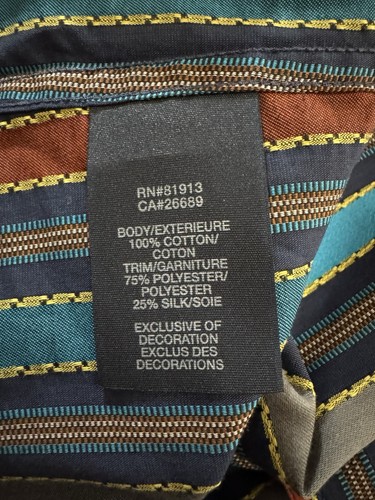 RN#81913
CA#26689
BODY/EXTERIEURE
100% COTTON/
COTON
TRIM/GARNITURE
75% POLYESTER/
POLYESTER
25% SILK/SOIE
EXCLUSIVE OF
DECORATION
EXCLUS DES
DECORATIONS